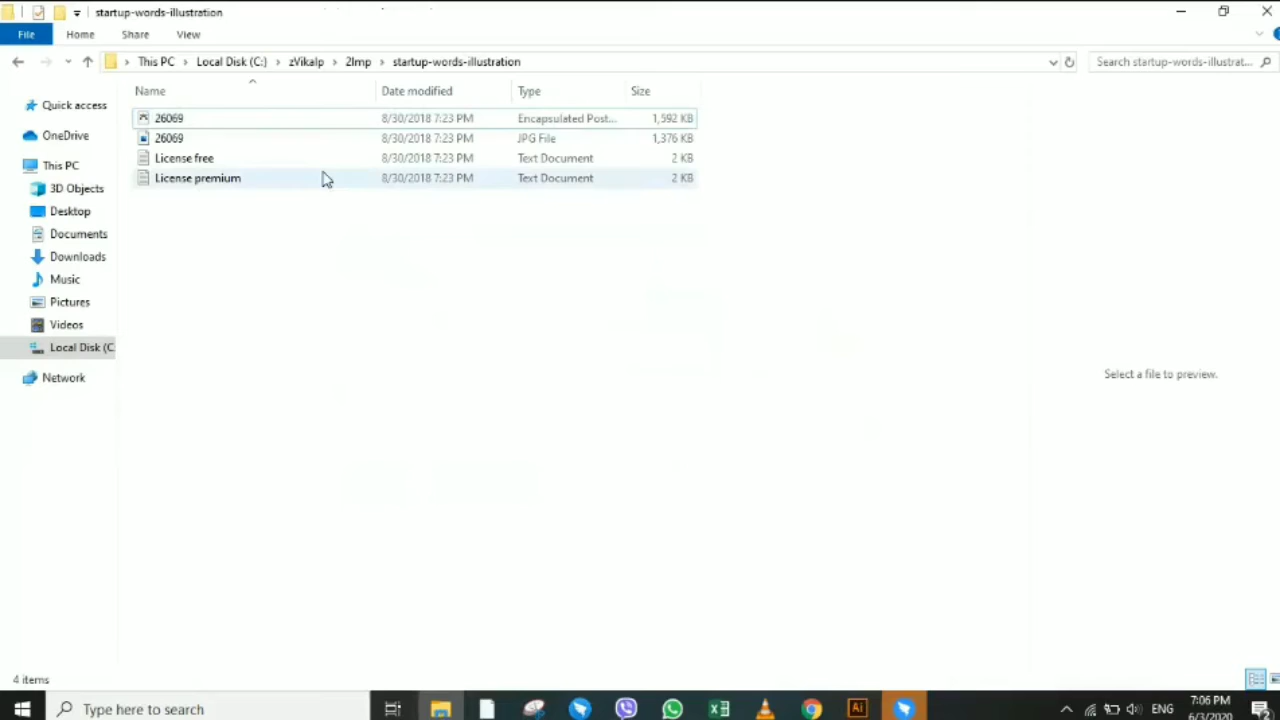 startup-words-illustration
File Home Share View
This PC Local Disk (C:) zVikalp 2Imp startup-words-illustration
Search startup-words-illustrat...
Name Date modified Type Size
Quick access
OneDrive
This PC
3D Objects
Desktop
Documents
Downloads
Music
Pictures
Videos
Local Disk (C
Network
26069 8/30/2018 7:23 PM Encapsulated Post... 1,592 KB
26069 8/30/2018 7:23 PM JPG File 1,376 KB
License free 8/30/2018 7:23 PM Text Document 2 KB
License premium 8/30/2018 7:23 PM Text Document 2 KB
Select a file to preview.
4 items
Type here to search
Ai
ENG
7:06 PM
6/3/2020
2